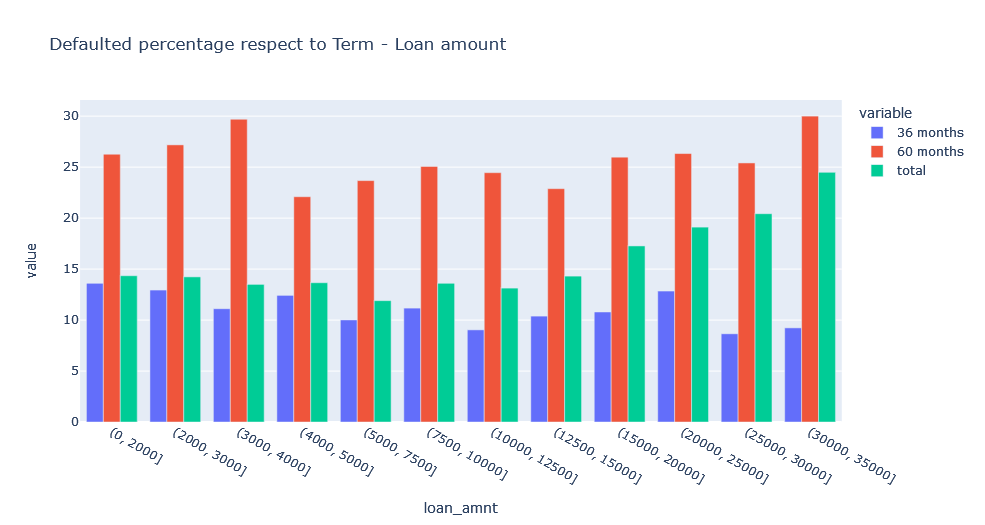 Defaulted percentage respect to Term - Loan amount
variable
36 months
60 months
total
30
25
20
15
10
5
0
value
(0, 2000]
(2000, 3000]
(3000, 4000]
(4000, 5000]
(5000, 7500]
(7500, 10000]
(10000, 12500]
(12500, 15000]
(15000, 20000]
(20000, 25000]
(25000, 30000]
(30000, 35000]
loan_amnt